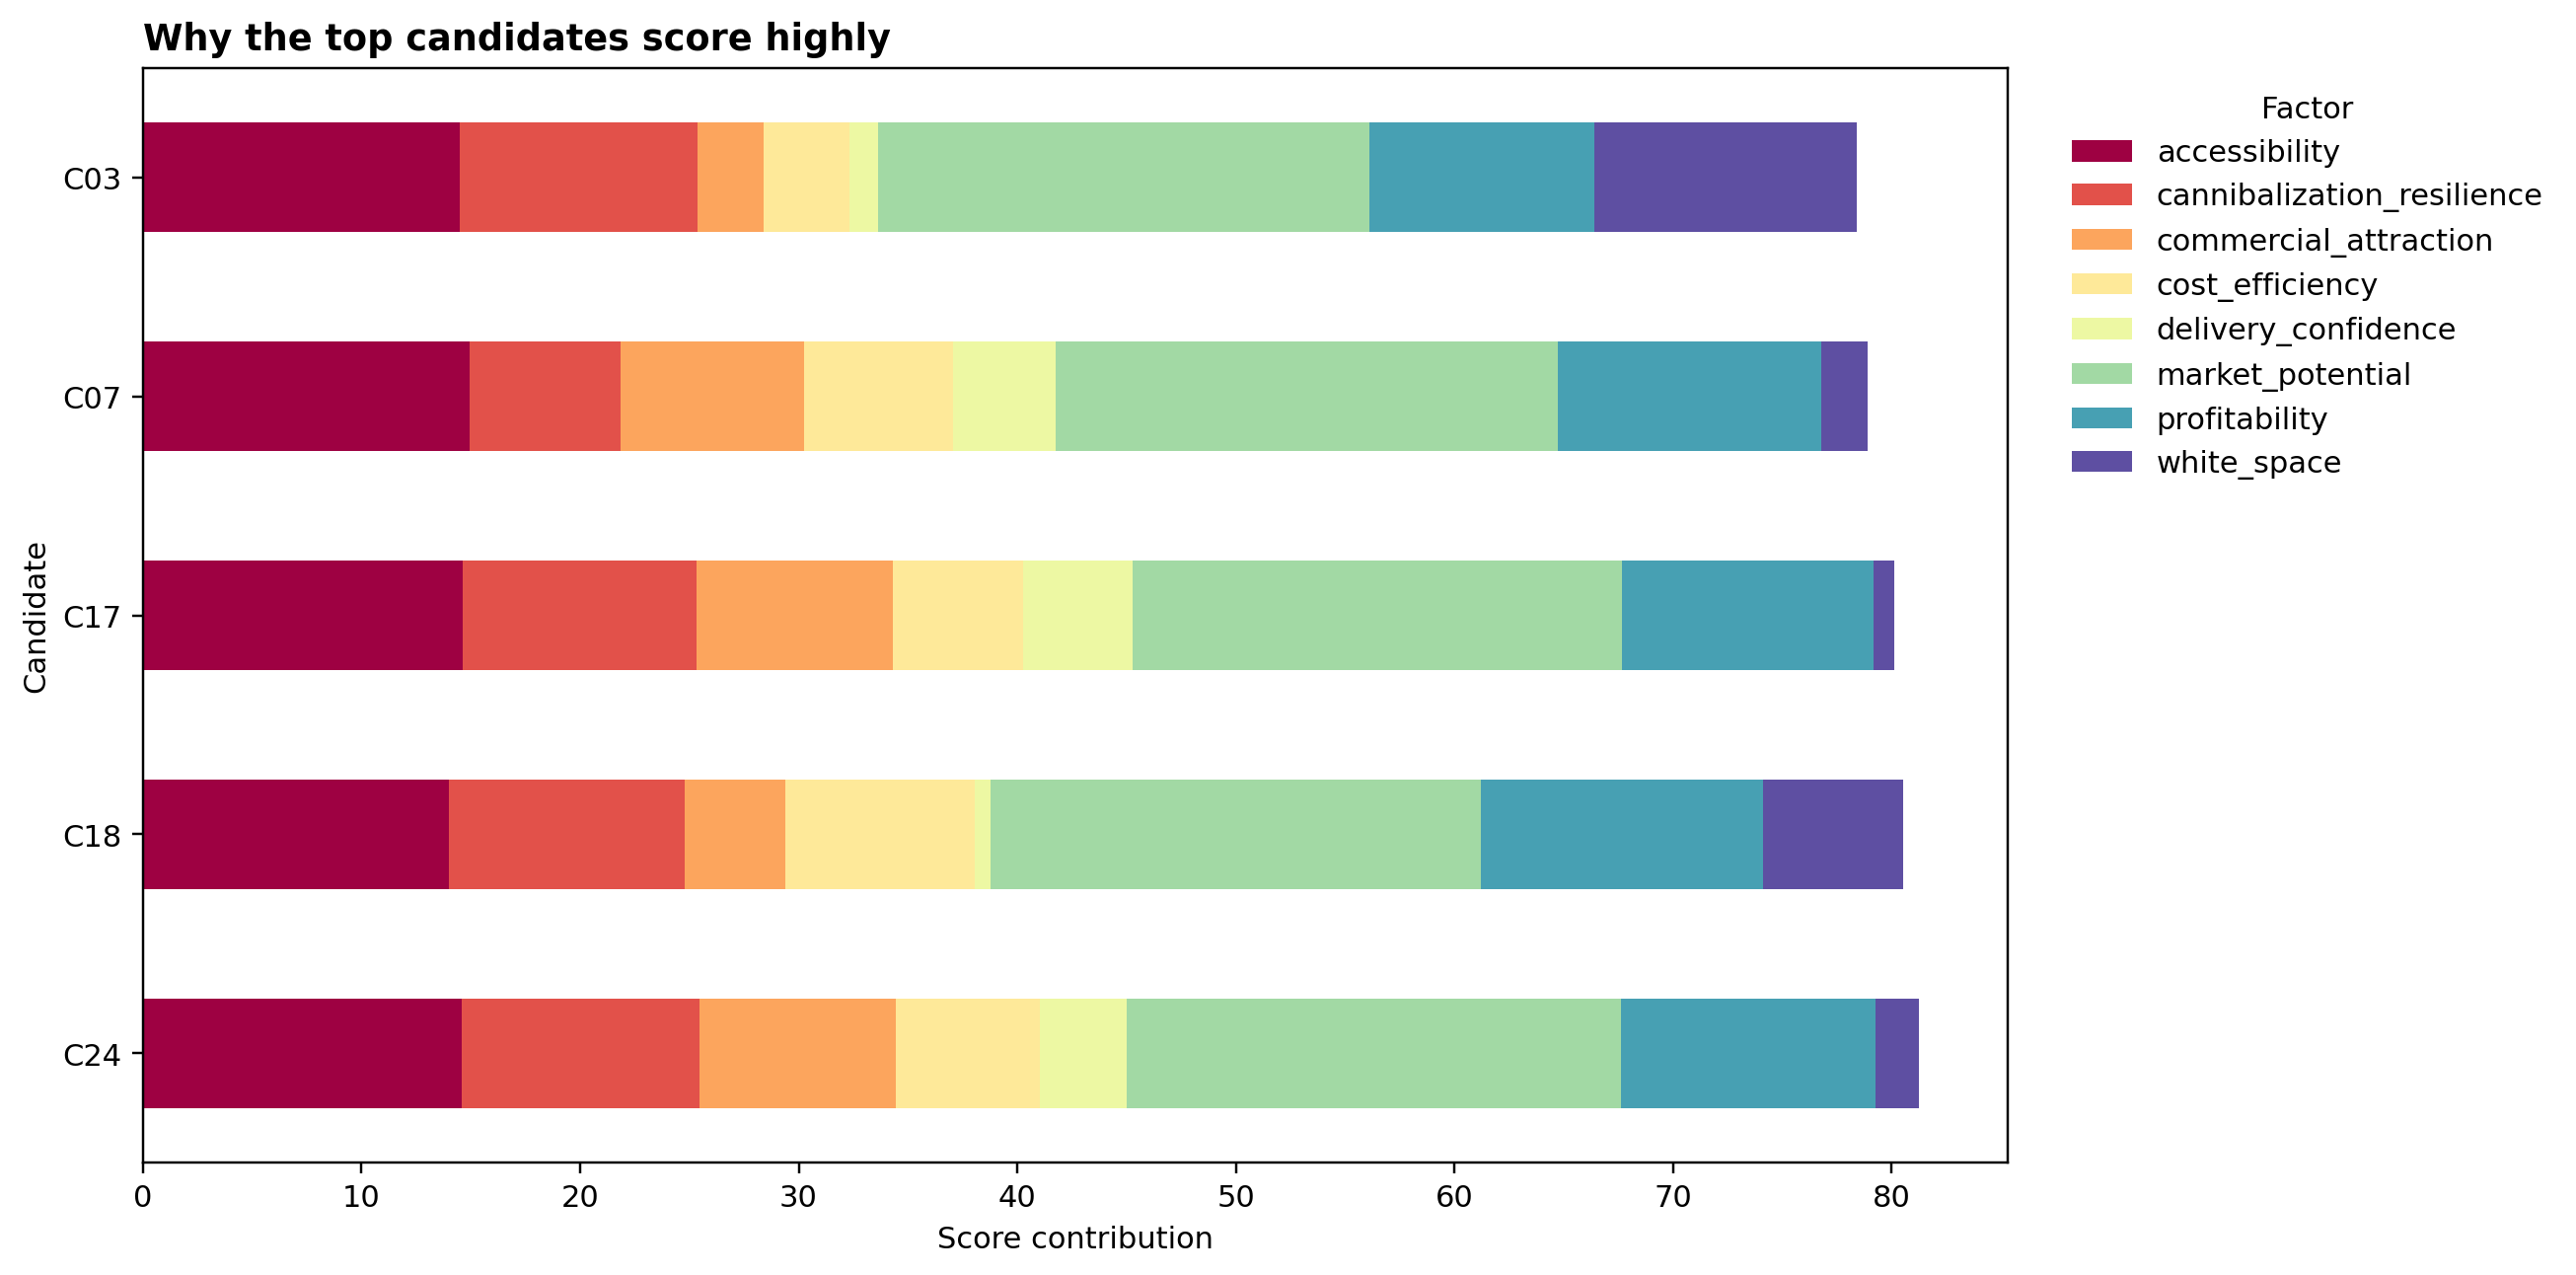 Why the top candidates score highly
Candidate
C03
C07
C17
C18
C24
0 10 20 30 40 50 60 70 80
Score contribution
Factor
accessibility
cannibalization_resilience
commercial_attraction
cost_efficiency
delivery_confidence
market_potential
profitability
white_space